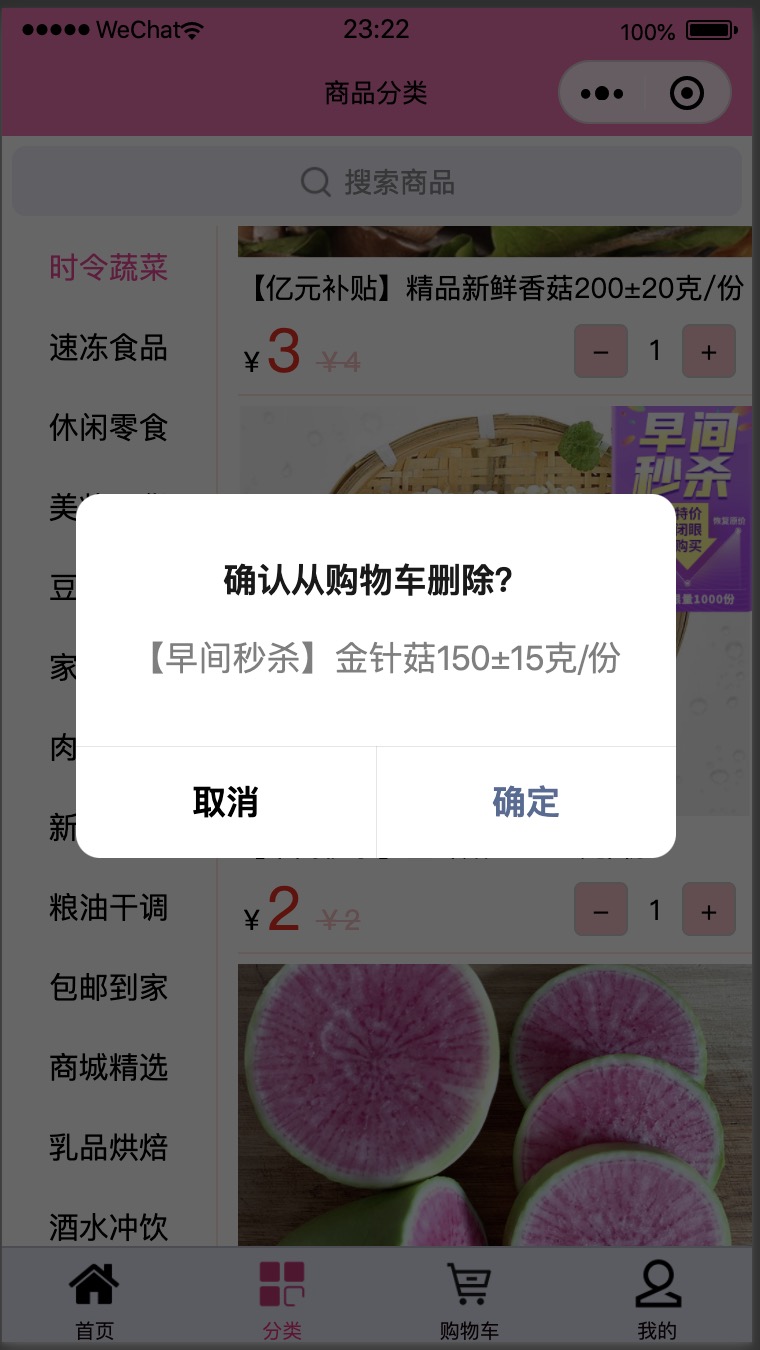 WeChat 23:22 100%
商品分类
搜索商品
时令蔬菜
速冻食品
休闲零食
美
豆
家
肉
新
粮油干调
包邮到家
商城精选
乳品烘焙
酒水冲饮
【亿元补贴】精品新鲜香菇200±20克/份
¥3 ¥4 − 1 +
早间
秒杀
特价
闭眼
购买
恢复原价
量1000份
确认从购物车删除?
【早间秒杀】金针菇150±15克/份
取消 确定
¥2 ¥2 − 1 +
首页 分类 购物车 我的